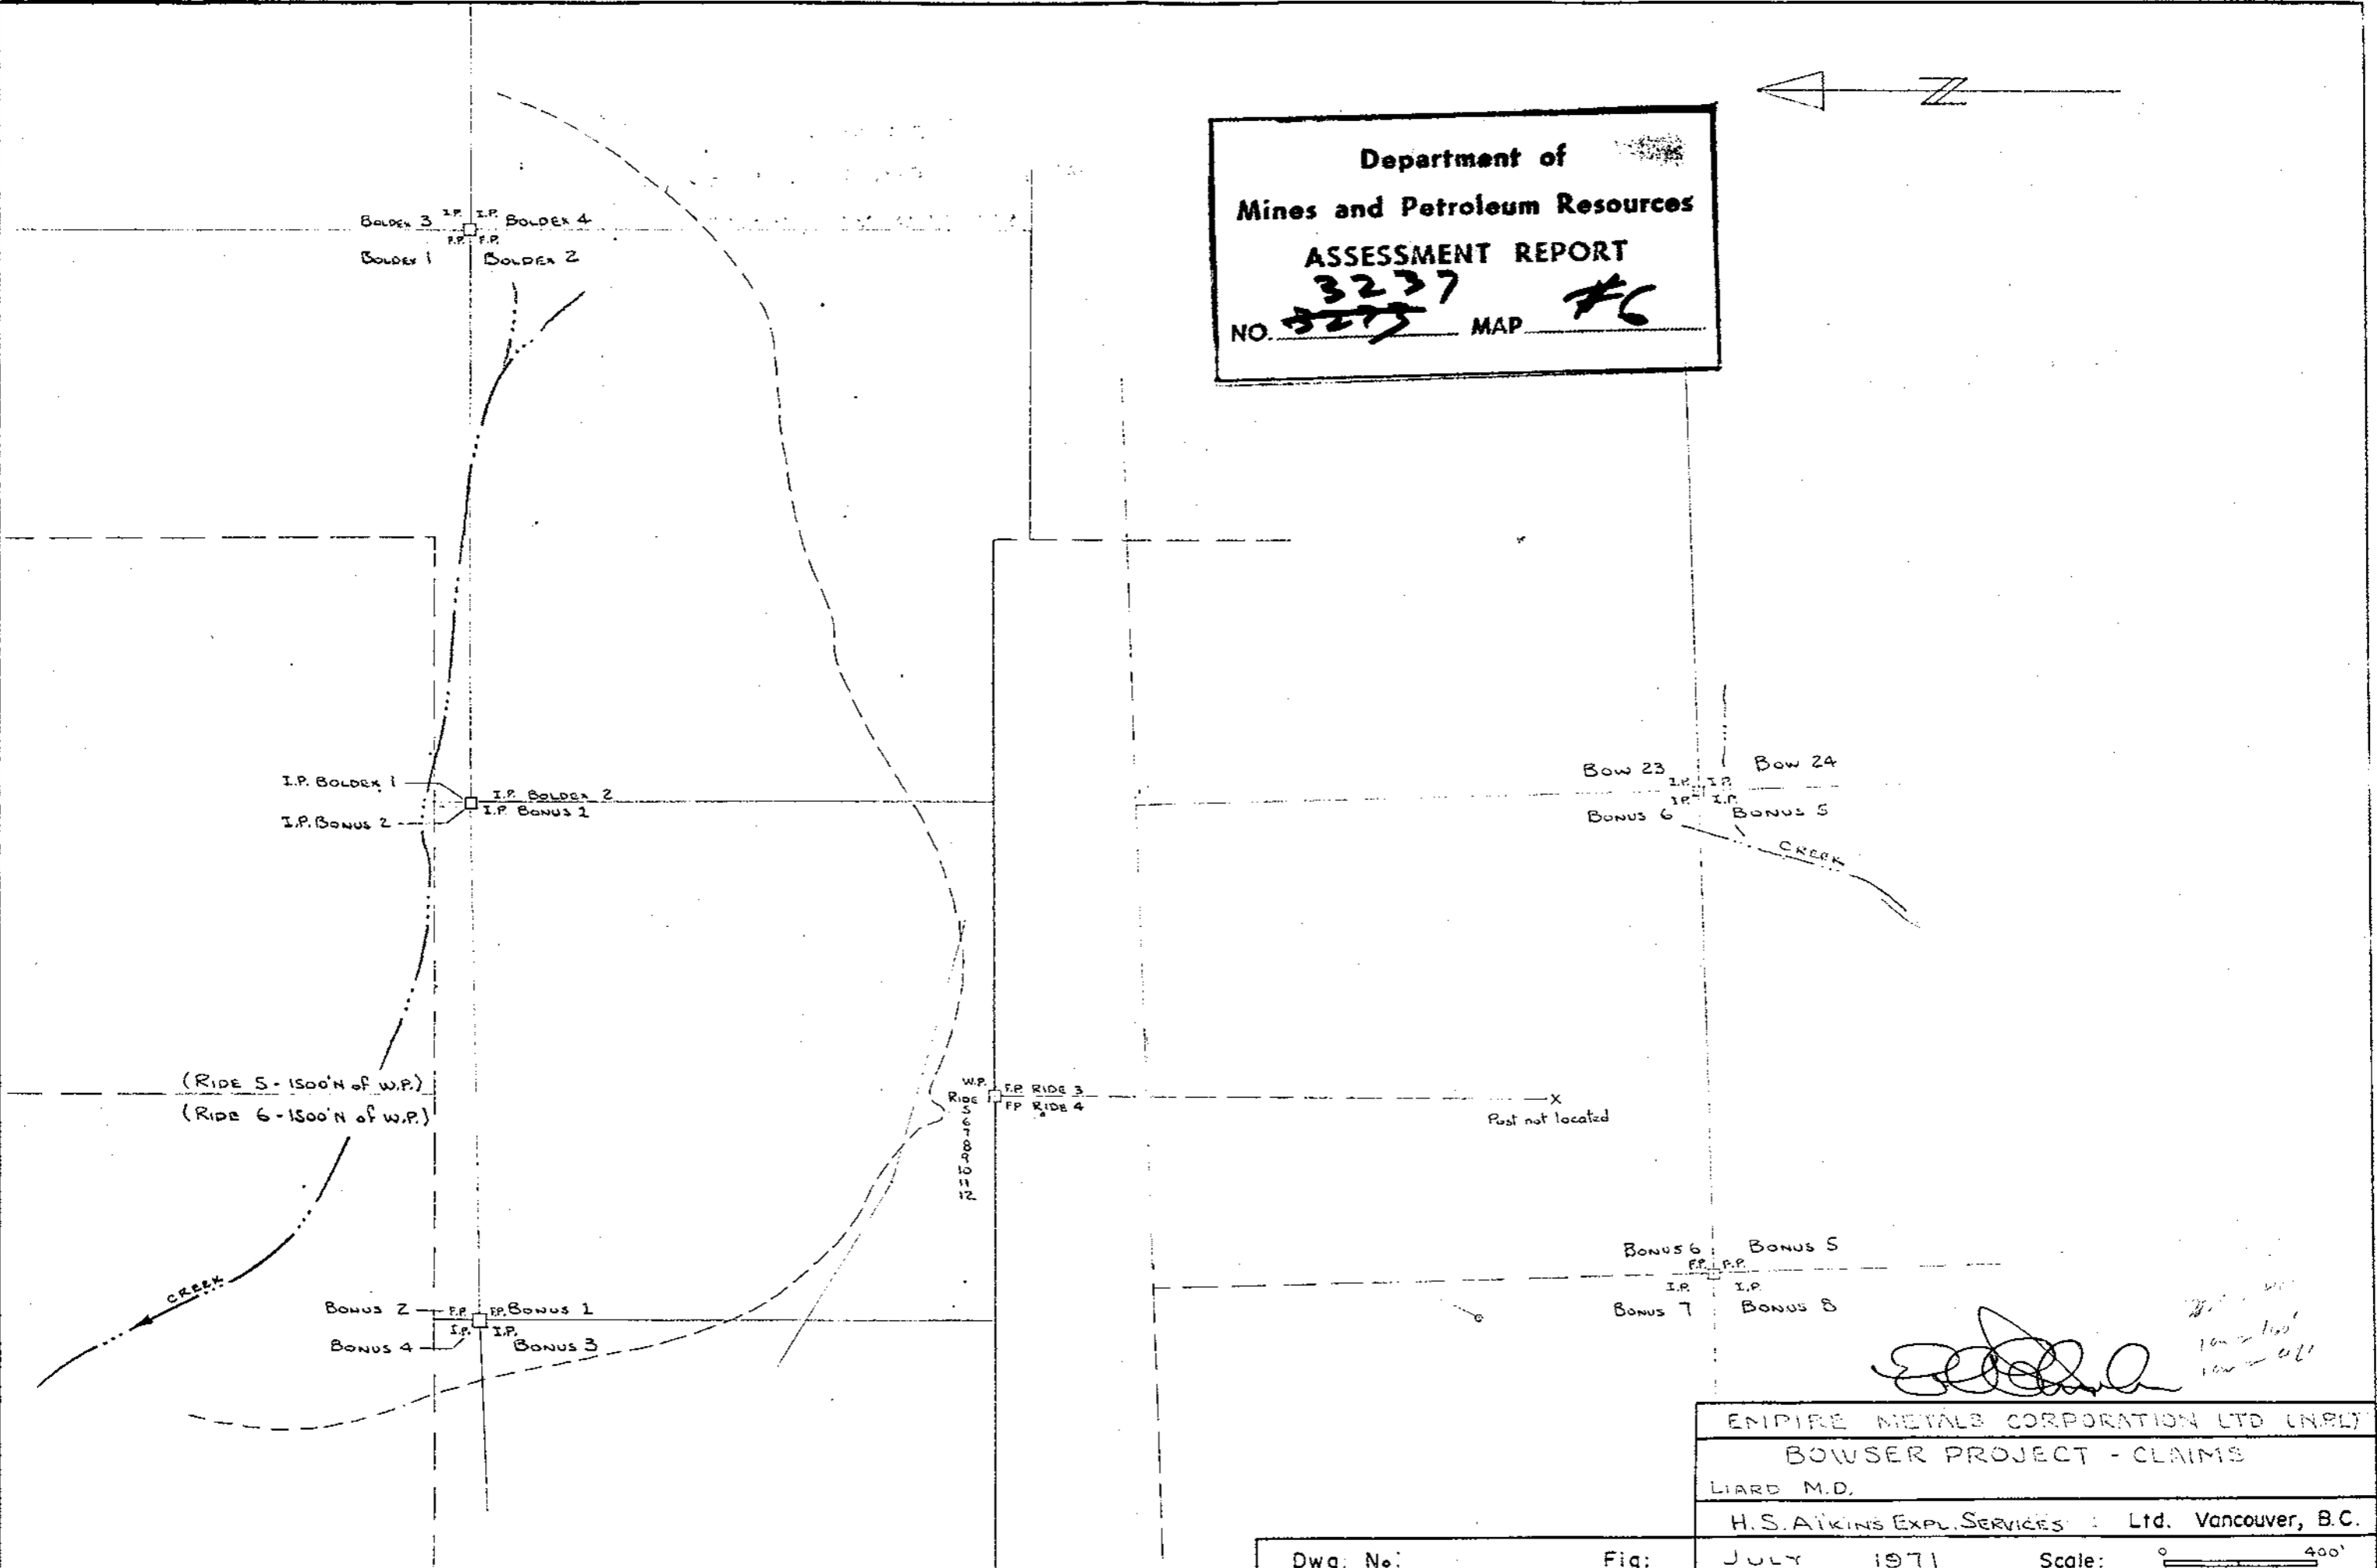 Z
Department of
Mines and Petroleum Resources
ASSESSMENT REPORT
3237
NO. 3275 MAP #6
BOLDEX 3 I.P. I.P. BOLDEX 4
F.P. F.P.
BOLDEX 1 BOLDEX 2
I.P. BOLDEX 1
I.P. BOLDEX 2
I.P. BONUS 2
I.P. BONUS 1
BOW 23 BOW 24
I.P. I.P.
I.P. I.P.
BONUS 6 BONUS 5
CREEK
(RIDE 5 - 1500'N of W.P.)
(RIDE 6 - 1500'N of W.P.)
W.P. F.P. RIDE 3
RIDE FP RIDE 4
5
6
7
8
9
10
11
12
X
Post not located
CREEK
BONUS 2 F.P. F.P. BONUS 1
I.P. I.P.
BONUS 4 BONUS 3
BONUS 6 BONUS 5
F.P. F.P.
I.P. I.P.
BONUS 7 BONUS 8
EMPIRE METALS CORPORATION LTD (N.P.L)
BOWSER PROJECT - CLAIMS
LIARD M.D.
H.S. AIKINS EXPL. SERVICES : Ltd. Vancouver, B.C.
Dwg. No: Fig: JULY 1971 Scale: 0 400'